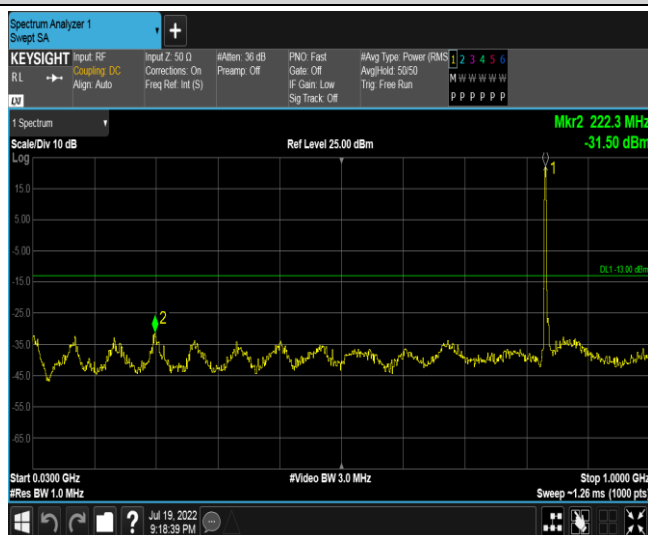 Spectrum Analyzer 1
Swept SA
+
KEYSIGHT Input: RF Input Z: 50 Ω #Atten: 36 dB PNO: Fast #Avg Type: Power (RMS 1 2 3 4 5 6
RL Coupling: DC Corrections: On Preamp: Off Gate: Off Avg|Hold: 50/50 M W W W W W
Align: Auto Freq Ref: Int (S) IF Gain: Low Trig: Free Run
Sig Track: Off P P P P P P
LXI
1 Spectrum Mkr2 222.3 MHz
Scale/Div 10 dB Ref Level 25.00 dBm -31.50 dBm
Log
1
15.0
5.00
-5.00
DL1 -13.00 dBm
-15.0
-25.0
2
-35.0
-45.0
-55.0
-65.0
Start 0.0300 GHz #Video BW 3.0 MHz Stop 1.0000 GHz
#Res BW 1.0 MHz Sweep ~1.26 ms (1000 pts)
? Jul 19, 2022
9:18:39 PM